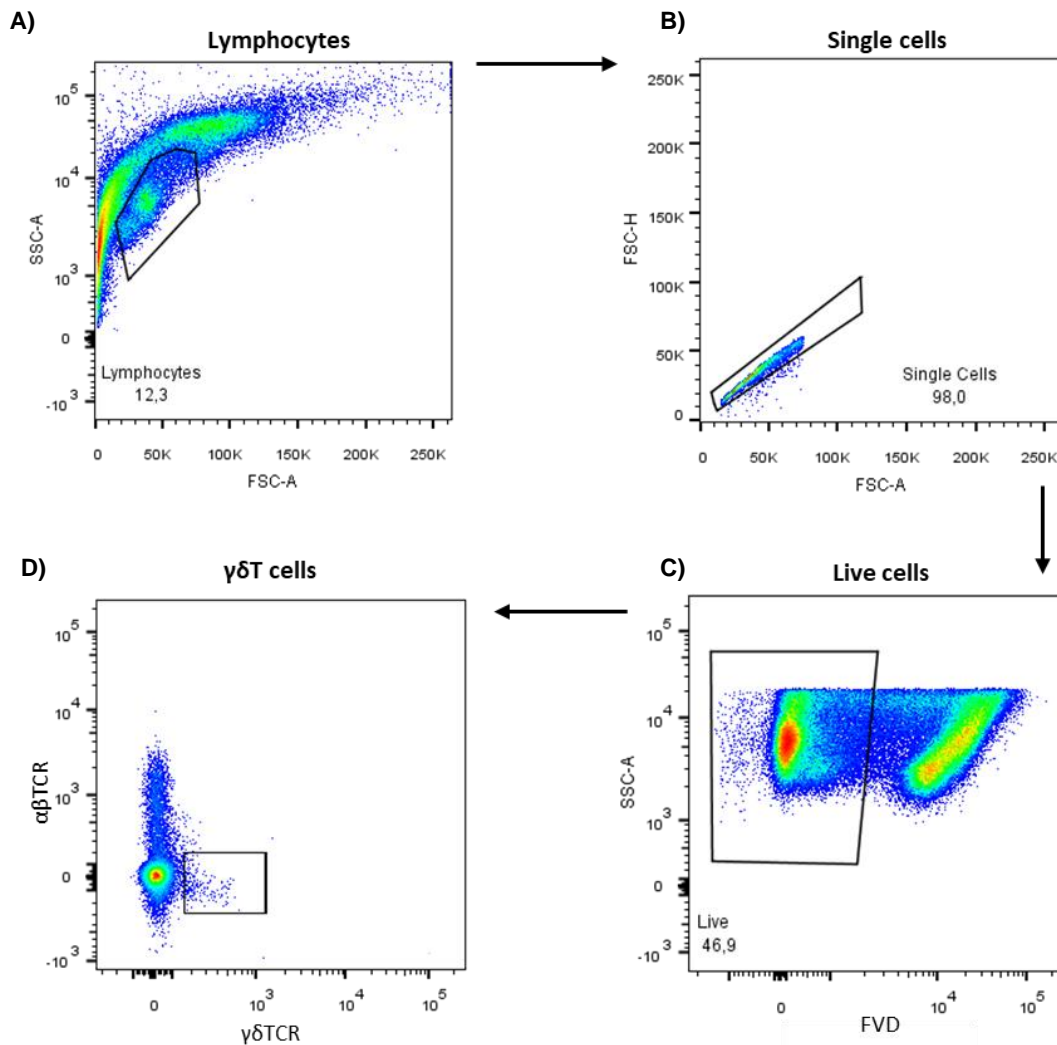 A)
Lymphocytes
10^5
10^4
10^3
0
-10^3
SSC-A
Lymphocytes
12,3
0 50K 100K 150K 200K 250K
FSC-A
B)
Single cells
250K
200K
150K
100K
50K
0
FSC-H
Single Cells
98,0
0 50K 100K 150K 200K 250K
FSC-A
D)
γδT cells
10^5
10^4
10^3
0
-10^3
αβTCR
0 10^3 10^4 10^5
γδTCR
C)
Live cells
10^5
10^4
10^3
0
-10^3
SSC-A
Live
46,9
0 10^4 10^5
FVD